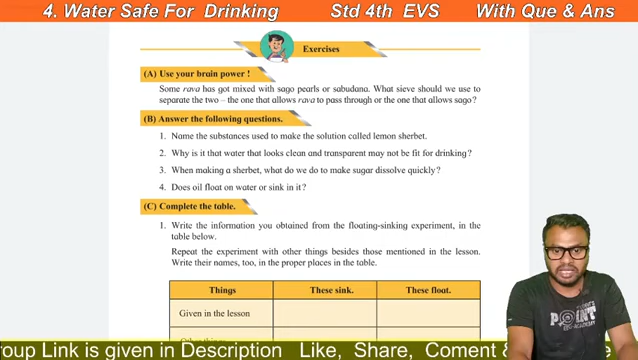 4. Water Safe For Drinking Std 4th EVS With Que & Ans
Exercises
(A) Use your brain power !
Some rava has got mixed with sago pearls or sabudana. What sieve should we use to
separate the two – the one that allows rava to pass through or the one that allows sago?
(B) Answer the following questions.
1. Name the substances used to make the solution called lemon sherbet.
2. Why is it that water that looks clean and transparent may not be fit for drinking?
3. When making a sherbet, what do we do to make sugar dissolve quickly?
4. Does oil float on water or sink in it?
(C) Complete the table.
1. Write the information you obtained from the floating-sinking experiment, in the
table below.
Repeat the experiment with other things besides those mentioned in the lesson.
Write their names, too, in the proper places in the table.
Things These sink. These float.
Given in the lesson
Other things
POINT
roup Link is given in Description Like, Share, Coment &